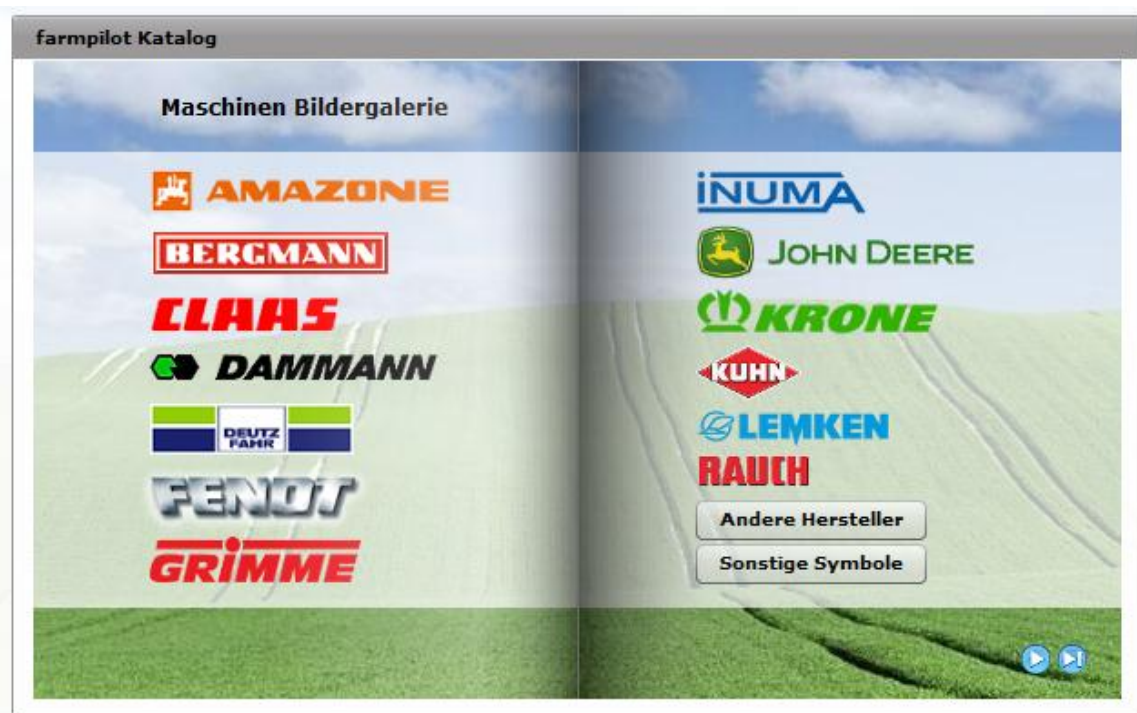 farmpilot Katalog
Maschinen Bildergalerie
AMAZONE
BERGMANN
CLAAS
DAMMANN
DEUTZ
FAHR
FENDT
GRIMME
iNUMA
JOHN DEERE
KRONE
KUHN
LEMKEN
RAUCH
Andere Hersteller
Sonstige Symbole